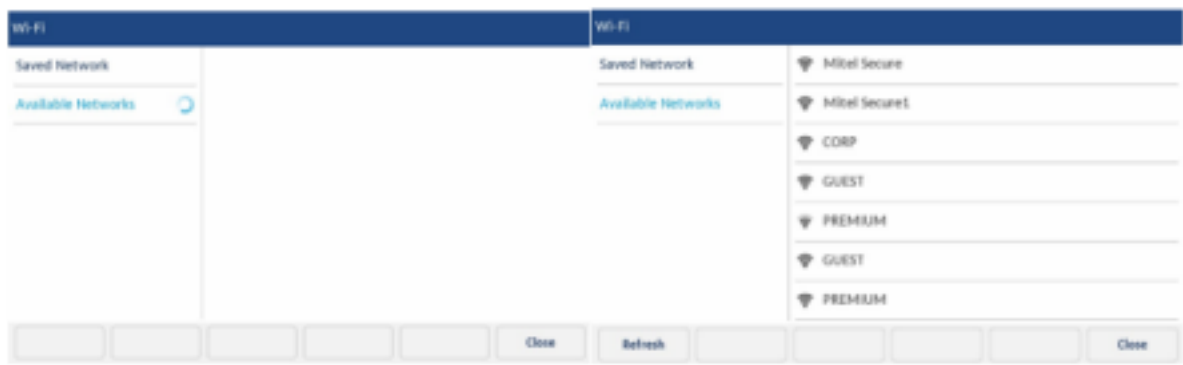 Wi-Fi
Saved Network
Available Networks
Close
Wi-Fi
Saved Network
Available Networks
Mitel Secure
Mitel Secure1
CORP
GUEST
PREMIUM
GUEST
PREMIUM
Refresh
Close